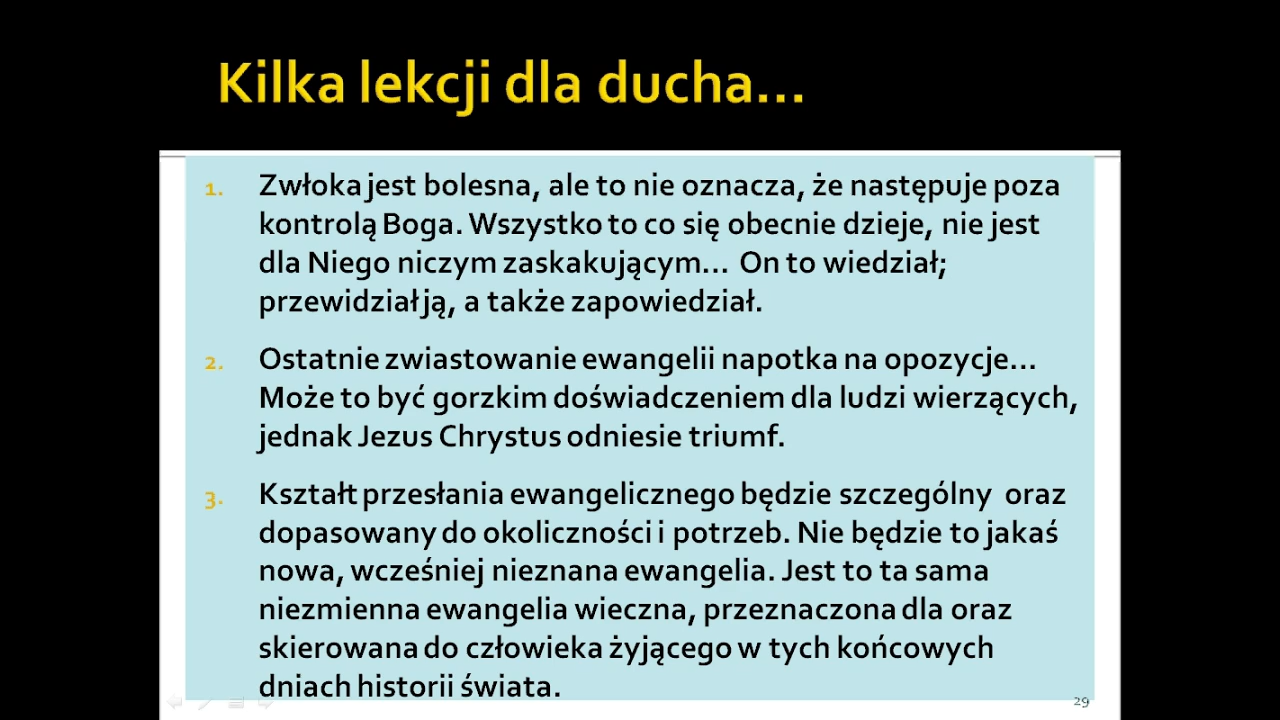 Kilka lekcji dla ducha...
1. Zwłoka jest bolesna, ale to nie oznacza, że następuje poza
kontrolą Boga. Wszystko to co się obecnie dzieje, nie jest
dla Niego niczym zaskakującym... On to wiedział;
przewidział ją, a także zapowiedział.
2. Ostatnie zwiastowanie ewangelii napotka na opozycje...
Może to być gorzkim doświadczeniem dla ludzi wierzących,
jednak Jezus Chrystus odniesie triumf.
3. Kształt przesłania ewangelicznego będzie szczególny oraz
dopasowany do okoliczności i potrzeb. Nie będzie to jakaś
nowa, wcześniej nieznana ewangelia. Jest to ta sama
niezmienna ewangelia wieczna, przeznaczona dla oraz
skierowana do człowieka żyjącego w tych końcowych
dniach historii świata.
29